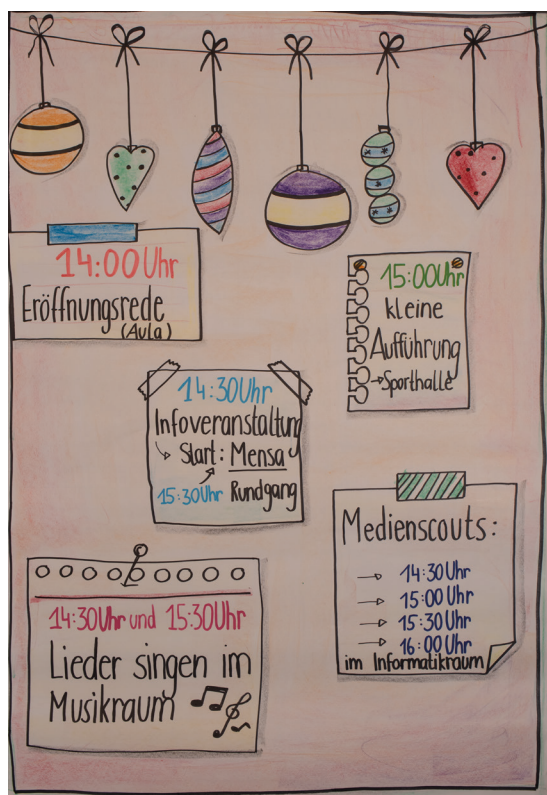 14:00 Uhr
Eröffnungsrede
(Aula)
15:00 Uhr
kleine
Aufführung
→ Sporthalle
14:30 Uhr
Infoveranstaltung
↪ Start: Mensa
15:30 Uhr Rundgang
Medienscouts:
→ 14:30 Uhr
→ 15:00 Uhr
→ 15:30 Uhr
→ 16:00 Uhr
im Informatikraum
14:30 Uhr und 15:30 Uhr
Lieder singen im
Musikraum